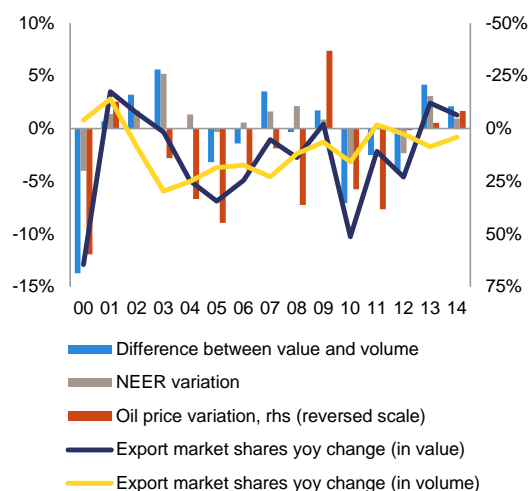 10% -50%
5% -25%
0% 0%
-5% 25%
-10% 50%
-15% 75%
00 01 02 03 04 05 06 07 08 09 10 11 12 13 14
Difference between value and volume
NEER variation
Oil price variation, rhs (reversed scale)
Export market shares yoy change (in value)
Export market shares yoy change (in volume)